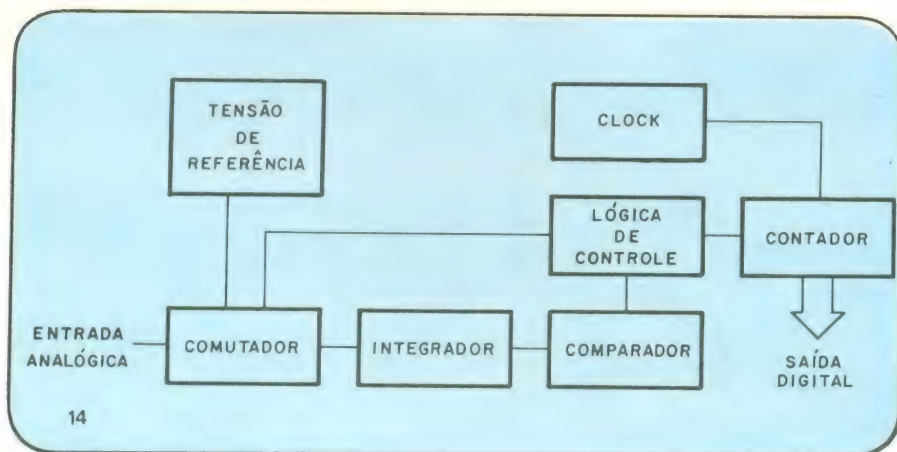 TENSÃO
DE
REFERÊNCIA
CLOCK
LÓGICA
DE
CONTROLE
CONTADOR
ENTRADA
ANALÓGICA
COMUTADOR
INTEGRADOR
COMPARADOR
SAÍDA
DIGITAL
14